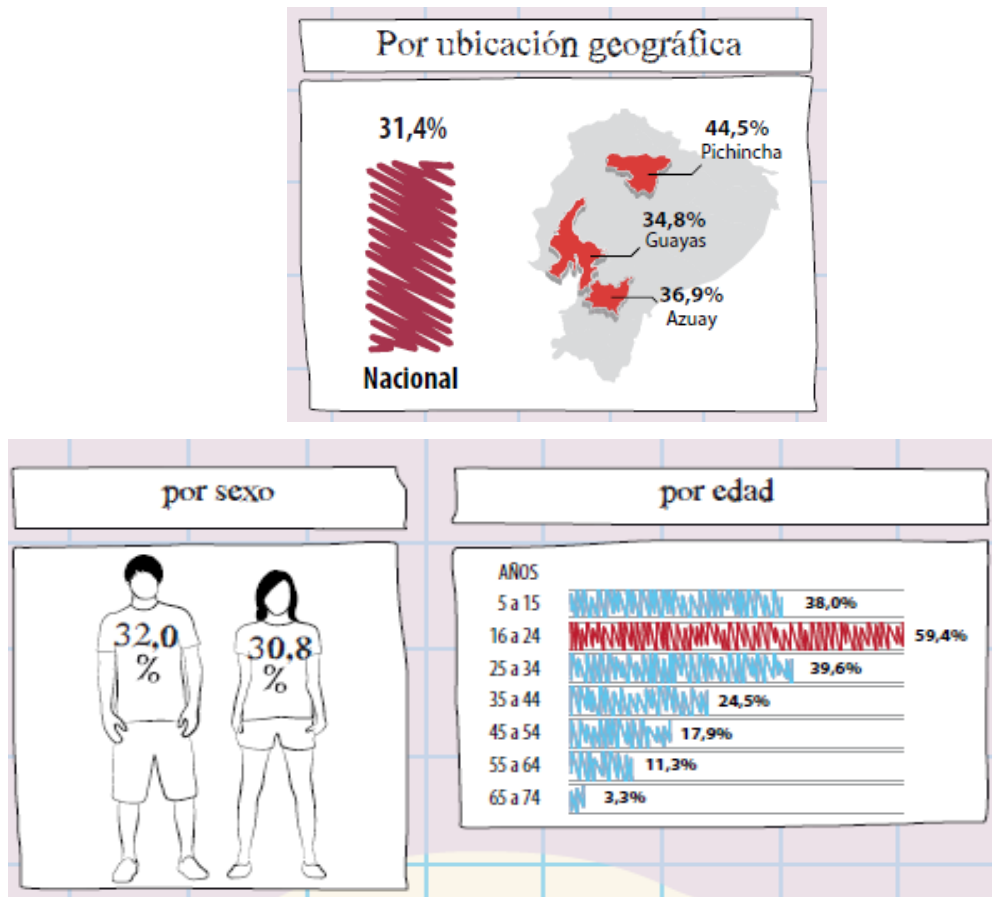 Por ubicación geográfica
31,4%
Nacional
44,5%
Pichincha
34,8%
Guayas
36,9%
Azuay
por sexo
32,0
%
30,8
%
por edad
AÑOS
5 a 15 38,0%
16 a 24 59,4%
25 a 34 39,6%
35 a 44 24,5%
45 a 54 17,9%
55 a 64 11,3%
65 a 74 3,3%